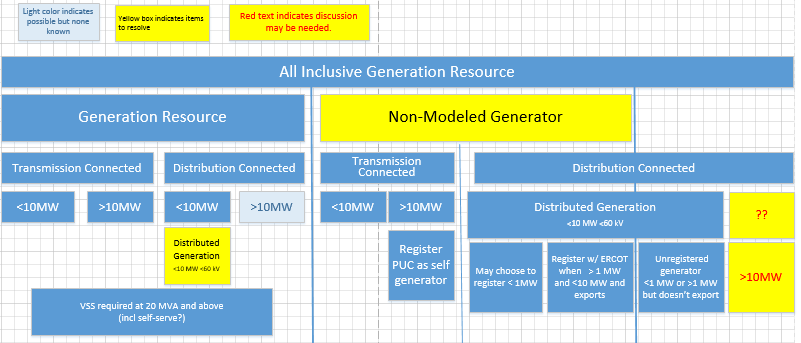 Light color indicates
possible but none
known
Yellow box indicates items
to resolve
Red text indicates discussion
may be needed.
All Inclusive Generation Resource
Generation Resource
Non-Modeled Generator
Transmission Connected
Distribution Connected
Transmission
Connected
Distribution Connected
<10MW
>10MW
<10MW
>10MW
<10MW
>10MW
Distributed Generation
<10 MW <60 kV
??
Distributed
Generation
<10 MW <60 kV
Register
PUC as self
generator
May choose to
register < 1MW
Register w/ ERCOT
when > 1 MW
and <10 MW and
exports
Unregistered
generator
<1 MW or >1 MW
but doesn't export
>10MW
VSS required at 20 MVA and above
(incl self-serve?)